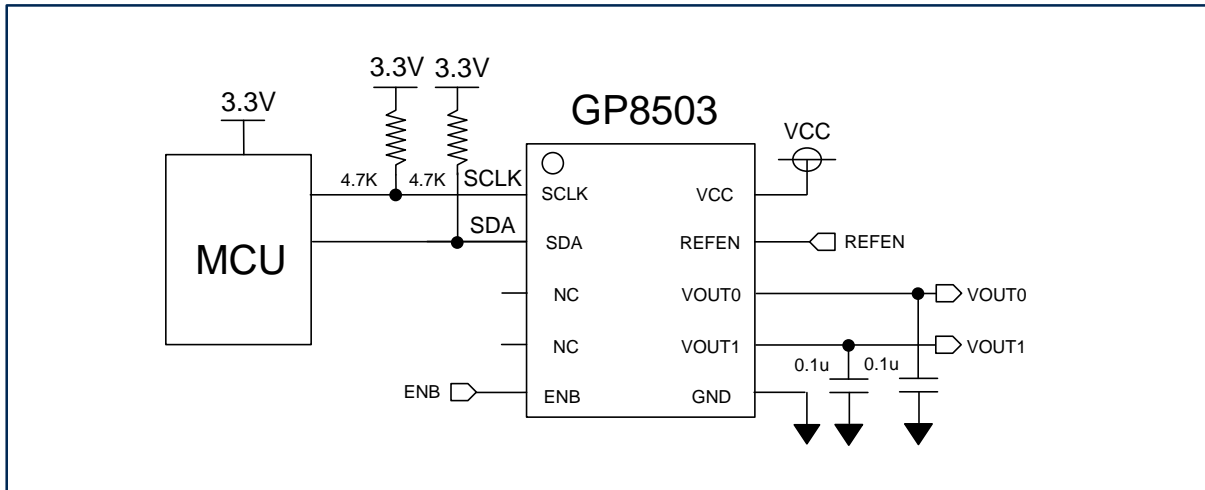 3.3V 3.3V
3.3V
GP8503
VCC
4.7K 4.7K SCLK
SCLK VCC
SDA
SDA REFEN REFEN
MCU
NC VOUT0 VOUT0
NC VOUT1 VOUT1
0.1u 0.1u
ENB ENB GND